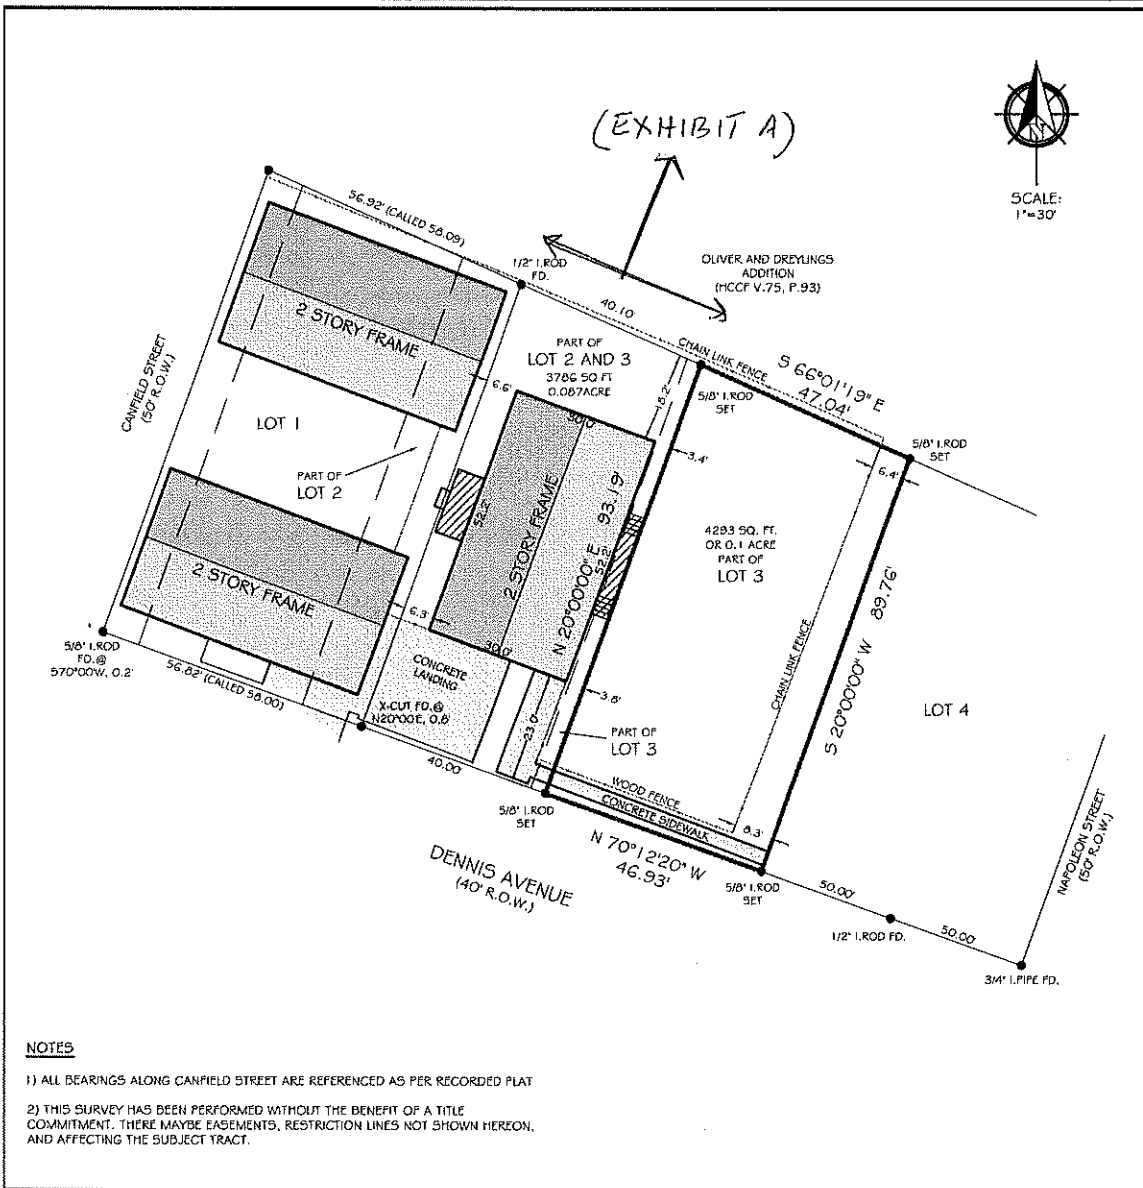 (EXHIBIT A)
N
SCALE:
1"=30'
56.92' (CALLED 58.09)
1/2" I.ROD
FD.
OLIVER AND DREYLINGS
ADDITION
(HCCF V.75, P.93)
40.10'
CHAIN LINK FENCE
S 66°01'19" E
47.04'
2 STORY FRAME
PART OF
LOT 2 AND 3
3786 SQ FT
0.087ACRE
CANFIELD STREET
(50' R.O.W.)
6.6'
8.2'
5/8" I.ROD
SET
5/8" I.ROD
SET
LOT 1
30.0'
3.4'
6.4'
PART OF
LOT 2
52.2'
2 STORY FRAME
N 20°00'00" E 93.19'
52.2'
4293 SQ. FT.
OR 0.1 ACRE
PART OF
LOT 3
2 STORY FRAME
6.3'
S 20°00'00" W 89.76'
CHAIN LINK FENCE
5/8" I.ROD
FD.@
S70°00'W, 0.2'
56.82' (CALLED 58.00)
CONCRETE
LANDING
30.0'
X-CUT FD.@
N20°00'E, 0.8'
3.8'
LOT 4
23.0'
PART OF
LOT 3
40.00'
WOOD FENCE
CONCRETE SIDEWALK
8.3'
5/8" I.ROD
SET
N 70°12'20" W
46.93'
NAPOLEON STREET
(50' R.O.W.)
DENNIS AVENUE
(40' R.O.W.)
5/8" I.ROD
SET
50.00'
1/2" I.ROD FD.
50.00'
3/4" I.PIPE FD.
NOTES
1) ALL BEARINGS ALONG CANFIELD STREET ARE REFERENCED AS PER RECORDED PLAT
2) THIS SURVEY HAS BEEN PERFORMED WITHOUT THE BENEFIT OF A TITLE
COMMITMENT. THERE MAYBE EASEMENTS, RESTRICTION LINES NOT SHOWN HEREON,
AND AFFECTING THE SUBJECT TRACT.